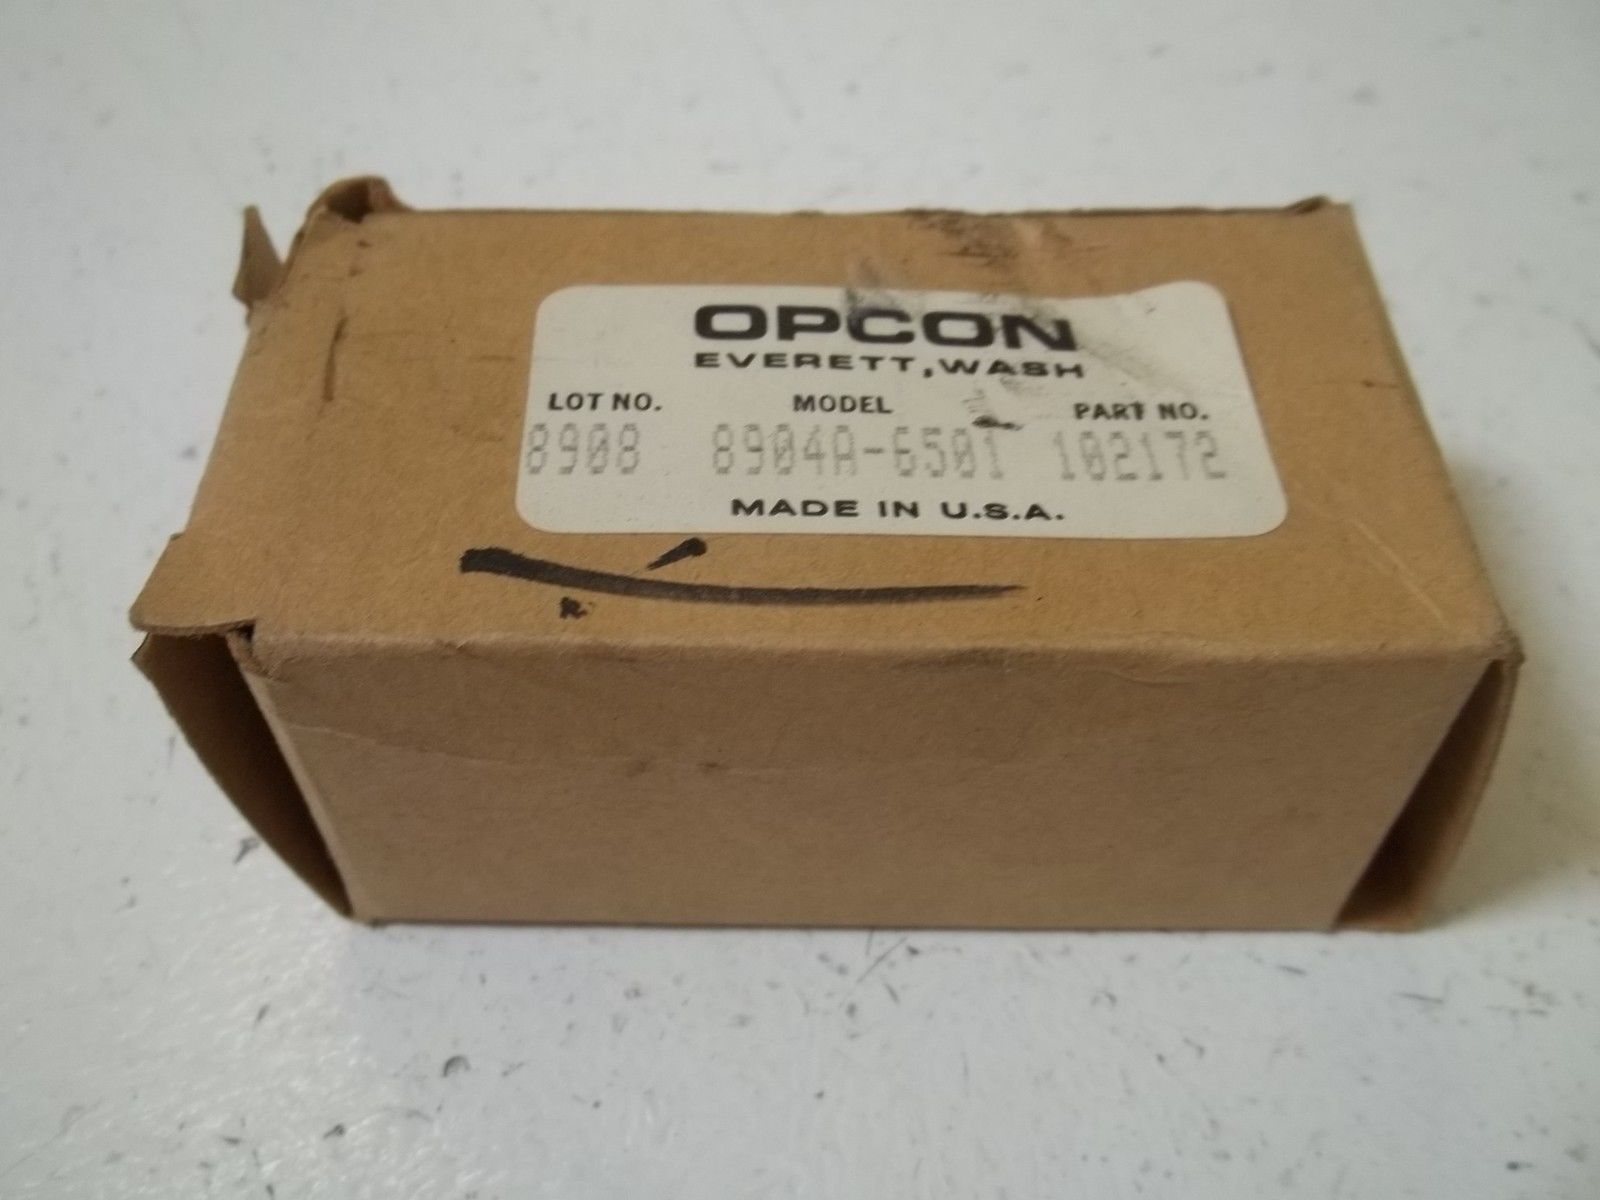 OPCON
EVERETT, WASH
LOT NO. MODEL PART NO.
8908 8904A-6501 102172
MADE IN U.S.A.